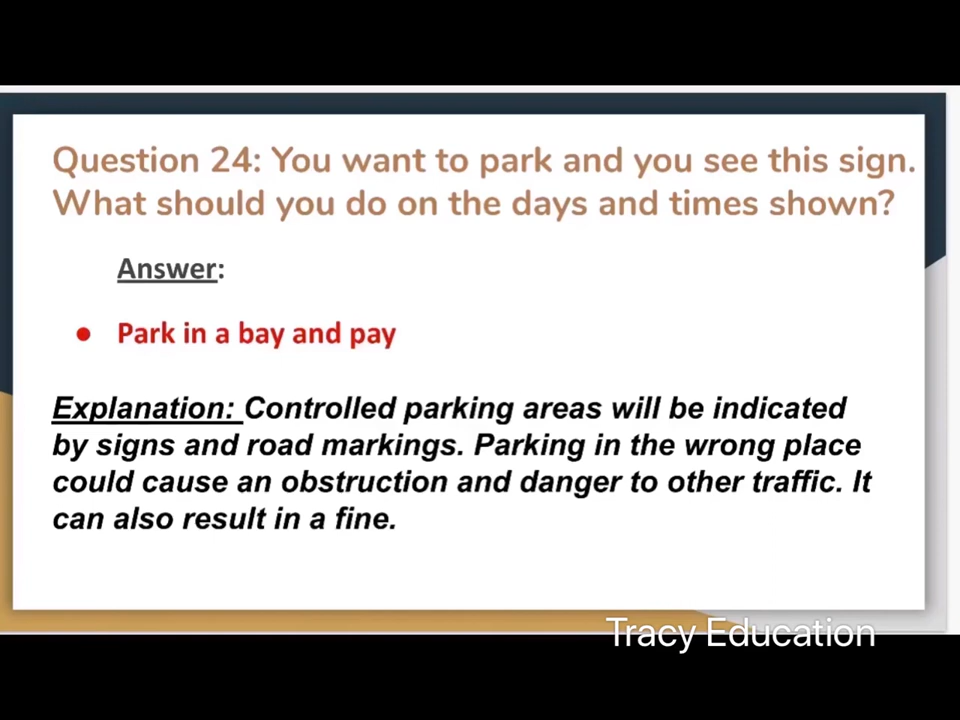 Question 24: You want to park and you see this sign.
What should you do on the days and times shown?
Answer:
● Park in a bay and pay
Explanation: Controlled parking areas will be indicated
by signs and road markings. Parking in the wrong place
could cause an obstruction and danger to other traffic. It
can also result in a fine.
Tracy Education